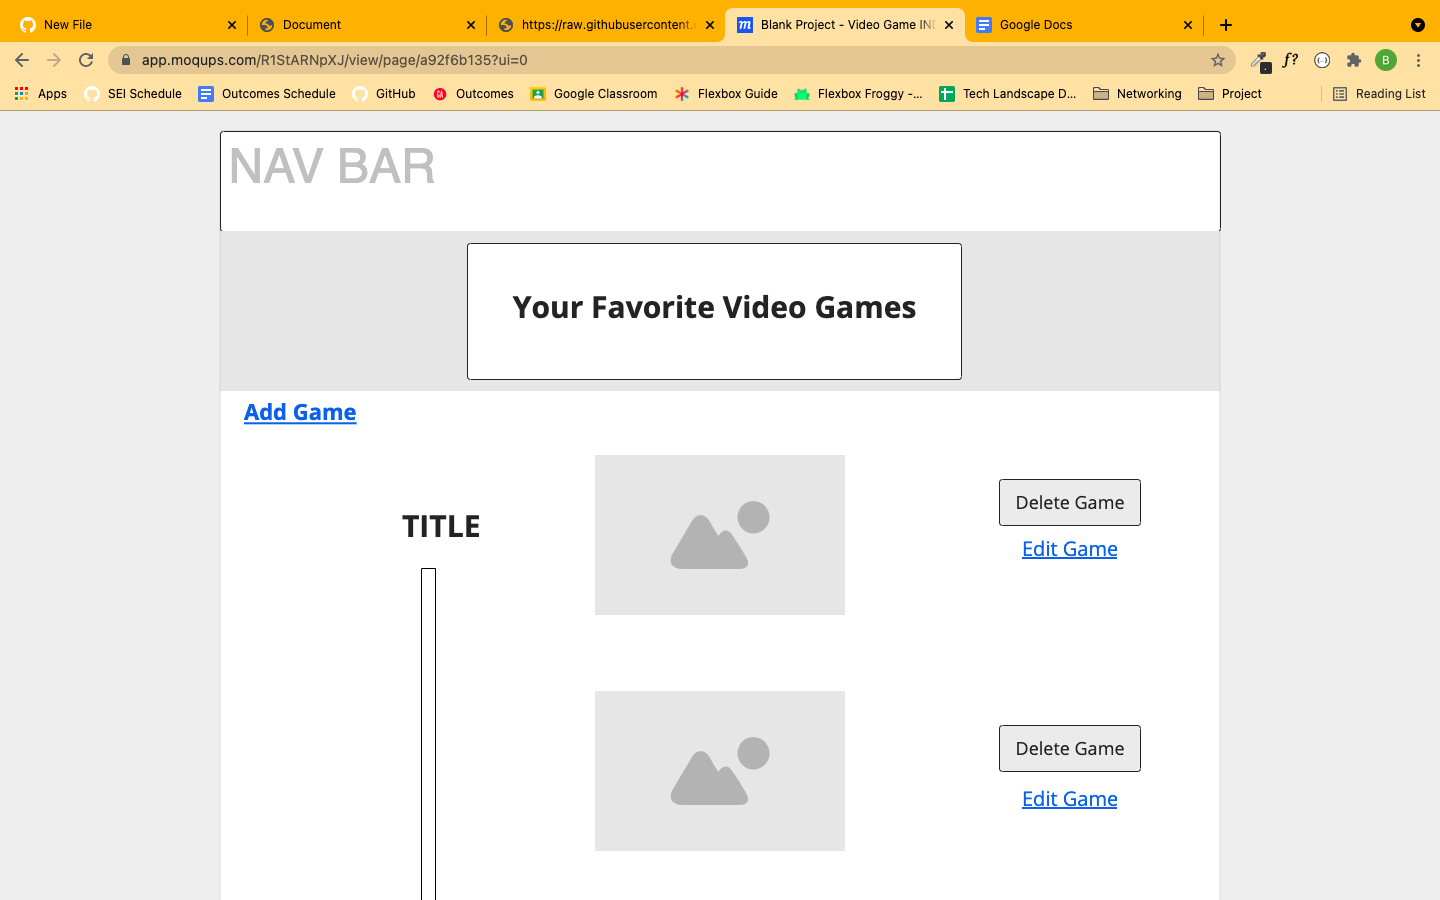 New File
Document
https://raw.githubusercontent.
Blank Project - Video Game IN
Google Docs
app.moqups.com/R1StARNpXJ/view/page/a92f6b135?ui=0
f?
B
Apps
SEI Schedule
Outcomes Schedule
GitHub
GA
Outcomes
Google Classroom
Flexbox Guide
Flexbox Froggy -...
Tech Landscape D...
Networking
Project
Reading List
NAV BAR
Your Favorite Video Games
Add Game
TITLE
Delete Game
Edit Game
Delete Game
Edit Game